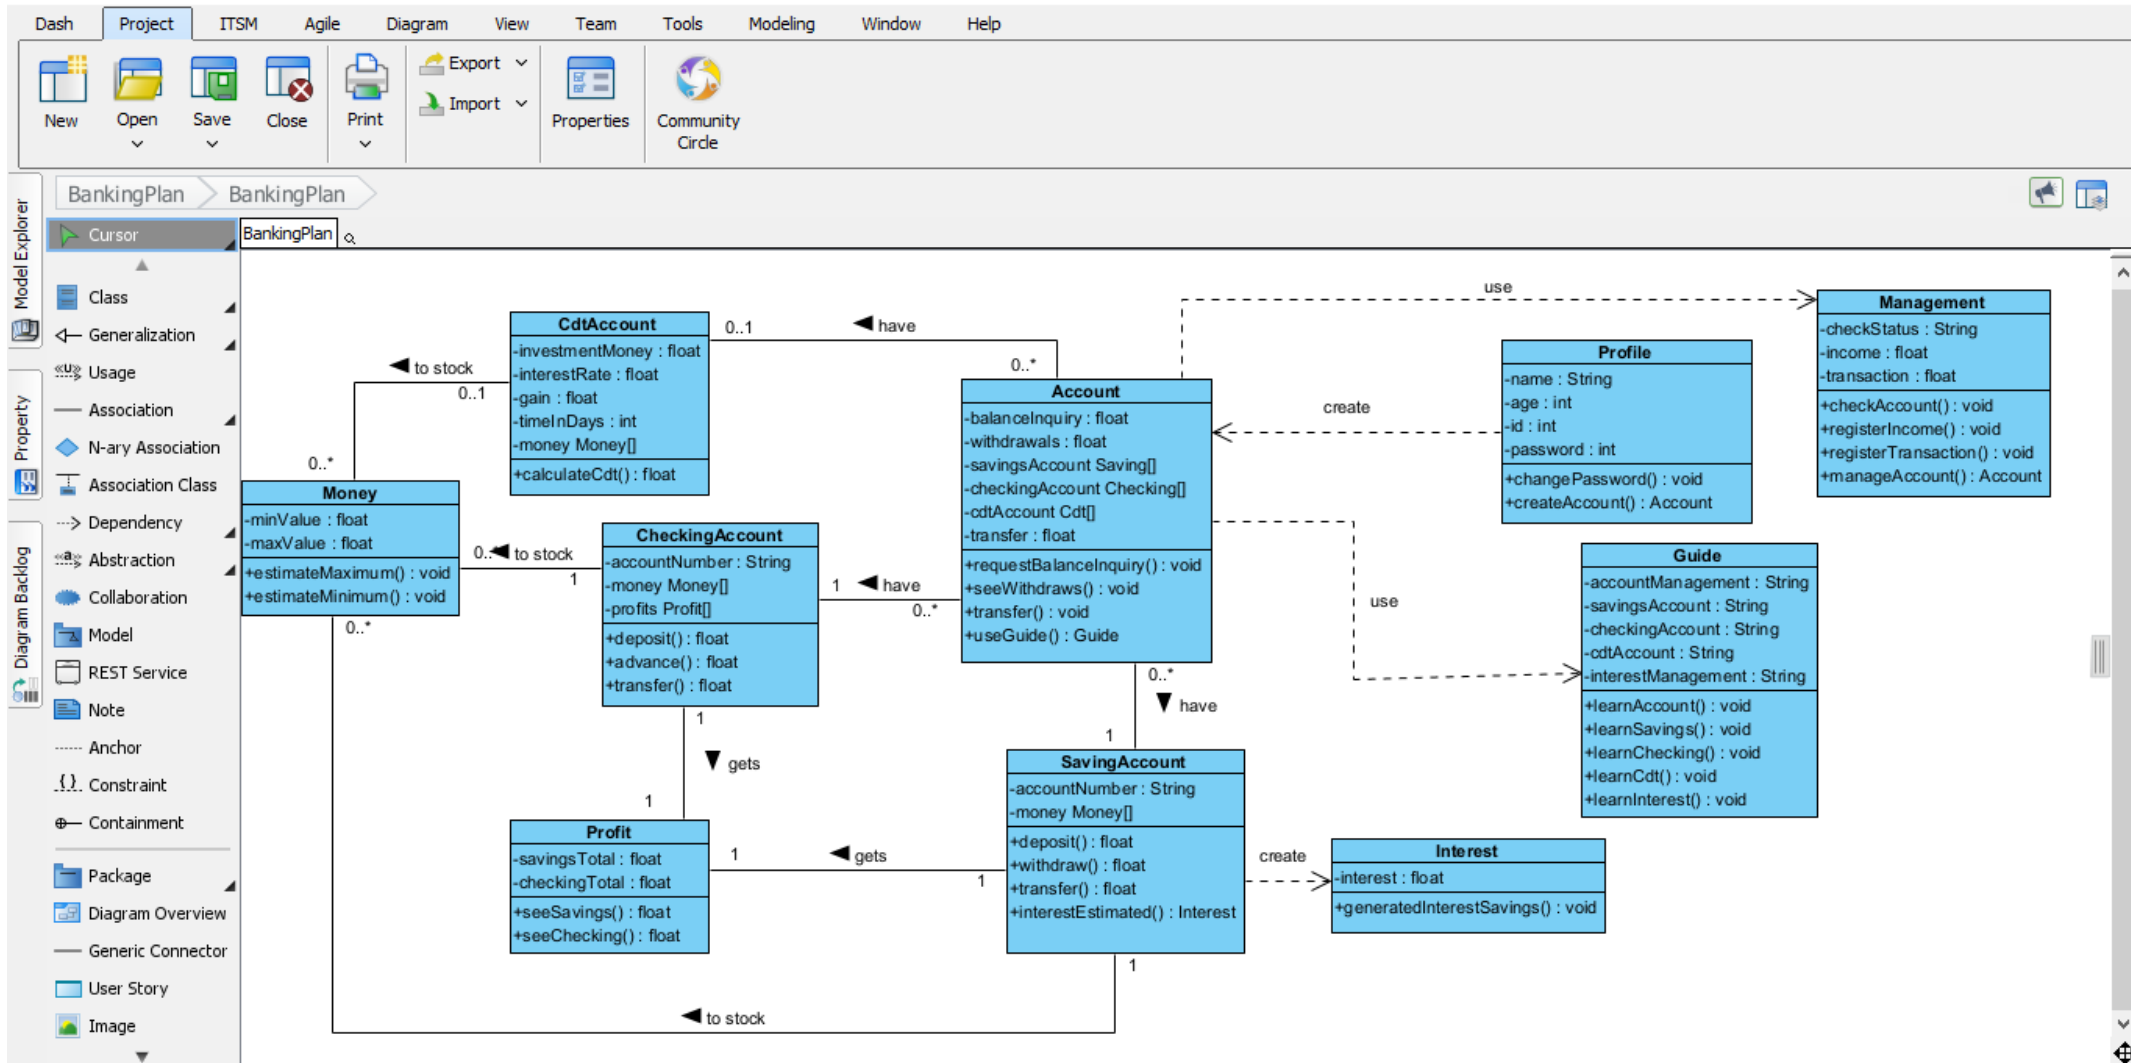 Dash Project ITSM Agile Diagram View Team Tools Modeling Window Help
New
Open
Save
Close
Print
Export
Import
Properties
Community
Circle
Model Explorer
Property
Diagram Backlog
BankingPlan BankingPlan
BankingPlan
Cursor
Class
Generalization
«U» Usage
Association
N-ary Association
Association Class
Dependency
«a» Abstraction
Collaboration
Model
REST Service
Note
Anchor
{} Constraint
Containment
Package
Diagram Overview
Generic Connector
User Story
Image
CdtAccount
-investmentMoney : float
-interestRate : float
-gain : float
-timeInDays : int
-money Money[]
+calculateCdt() : float
0..1
have
0..*
to stock
0..1
0..*
Money
-minValue : float
-maxValue : float
+estimateMaximum() : void
+estimateMinimum() : void
0..*
0..
to stock
1
CheckingAccount
-accountNumber : String
-money Money[]
-profits Profit[]
+deposit() : float
+advance() : float
+transfer() : float
1
have
0..*
Account
-balanceInquiry : float
-withdrawals : float
-savingsAccount Saving[]
-checkingAccount Checking[]
-cdtAccount Cdt[]
-transfer : float
+requestBalanceInquiry() : void
+seeWithdraws() : void
+transfer() : void
+useGuide() : Guide
use
create
Profile
-name : String
-age : int
-id : int
-password : int
+changePassword() : void
+createAccount() : Account
Management
-checkStatus : String
-income : float
-transaction : float
+checkAccount() : void
+registerIncome() : void
+registerTransaction() : void
+manageAccount() : Account
use
Guide
-accountManagement : String
-savingsAccount : String
-checkingAccount : String
-cdtAccount : String
-interestManagement : String
+learnAccount() : void
+learnSavings() : void
+learnChecking() : void
+learnCdt() : void
+learnInterest() : void
0..*
have
1
1
gets
1
Profit
-savingsTotal : float
-checkingTotal : float
+seeSavings() : float
+seeChecking() : float
1
gets
1
SavingAccount
-accountNumber : String
-money Money[]
+deposit() : float
+withdraw() : float
+transfer() : float
+interestEstimated() : Interest
create
Interest
-interest : float
+generatedInterestSavings() : void
1
to stock